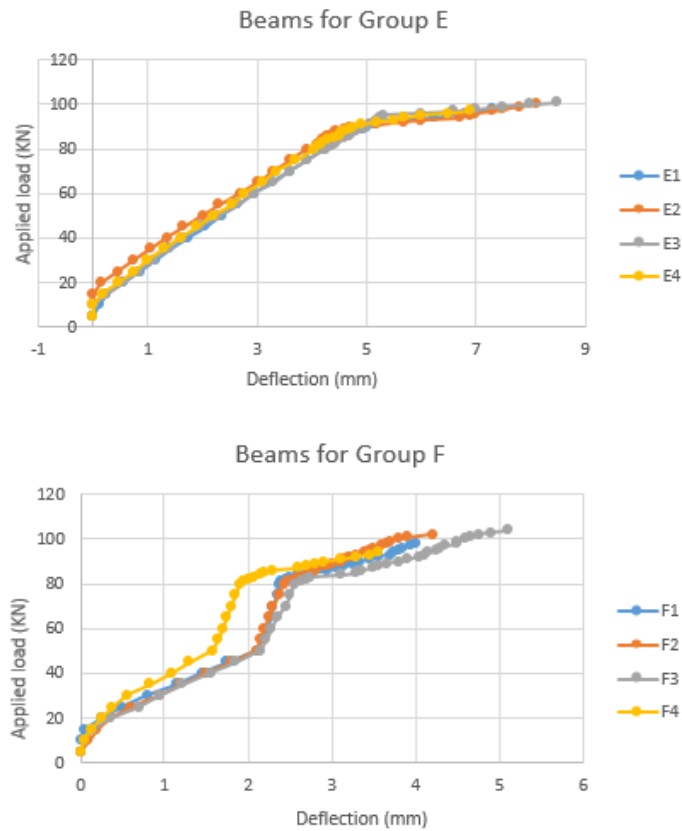 Beams for Group E
120
100
80
60
40
20
0
Applied load (KN)
-1 1 3 5 7 9
Deflection (mm)
E1
E2
E3
E4
Beams for Group F
120
100
80
60
40
20
0
Applied load (KN)
0 1 2 3 4 5 6
Deflection (mm)
F1
F2
F3
F4